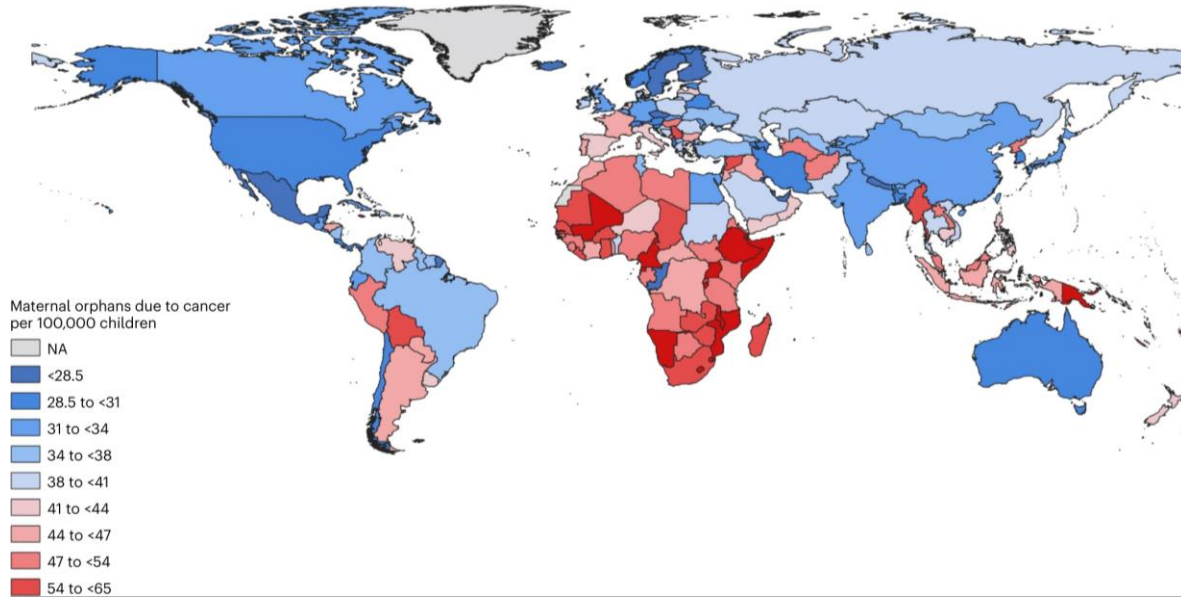 Maternal orphans due to cancer
per 100,000 children
NA
<28.5
28.5 to <31
31 to <34
34 to <38
38 to <41
41 to <44
44 to <47
47 to <54
54 to <65